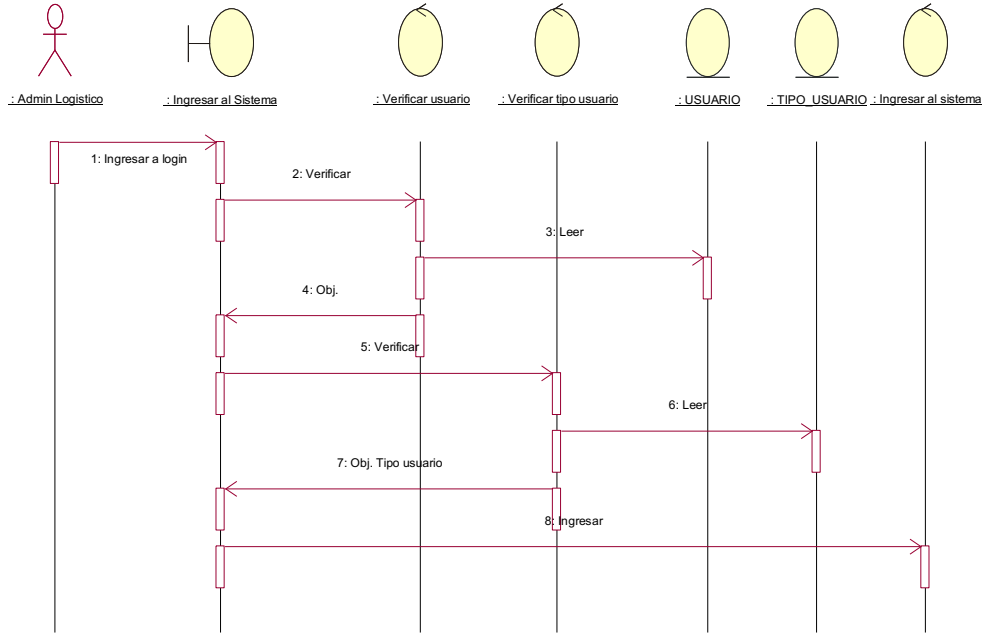 : Admin Logistico
: Ingresar al Sistema
: Verificar usuario
: Verificar tipo usuario
: USUARIO
: TIPO_USUARIO
: Ingresar al sistema
1: Ingresar a login
2: Verificar
3: Leer
4: Obj.
5: Verificar
6: Leer
7: Obj. Tipo usuario
8: Ingresar